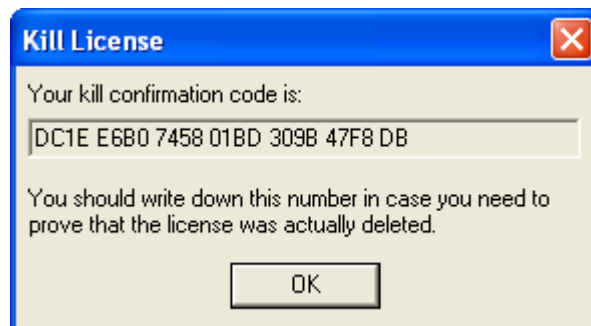 Kill License
Your kill confirmation code is:
DC1E E6B0 7458 01BD 309B 47F8 DB
You should write down this number in case you need to
prove that the license was actually deleted.
OK